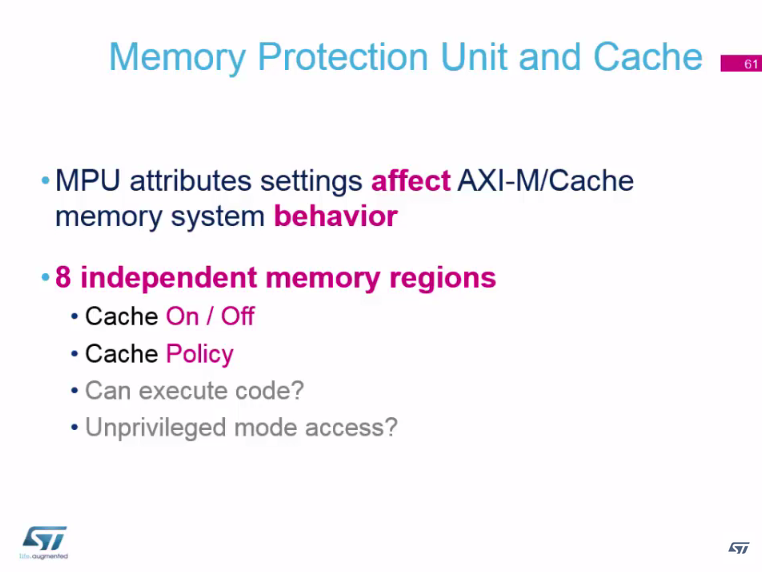 Memory Protection Unit and Cache
61
• MPU attributes settings affect AXI-M/Cache
memory system behavior
• 8 independent memory regions
• Cache On / Off
• Cache Policy
• Can execute code?
• Unprivileged mode access?
ST
life.augmented
ST